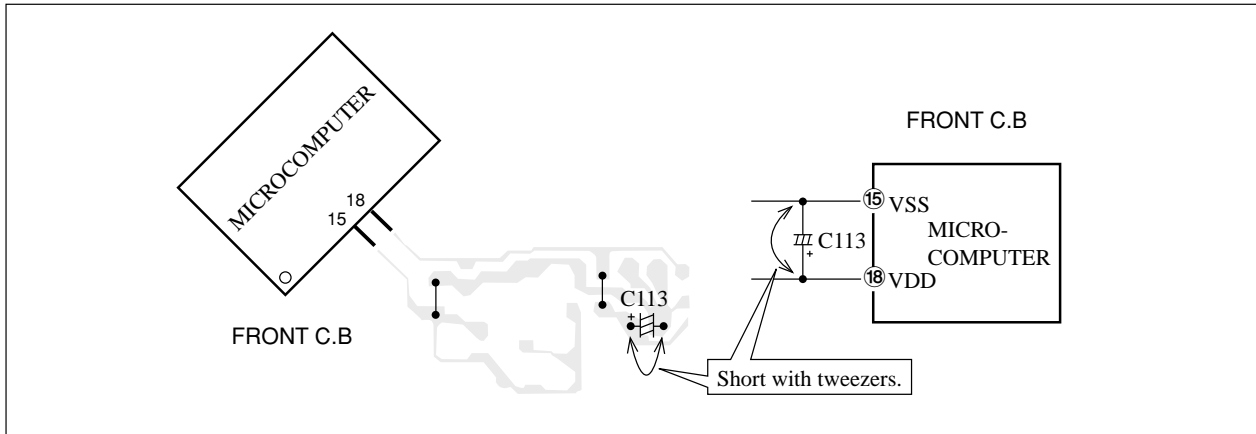 MICROCOMPUTER
18
15
FRONT C.B
C113
+
Short with tweezers.
FRONT C.B
15 VSS
C113
+
MICRO-
COMPUTER
18 VDD